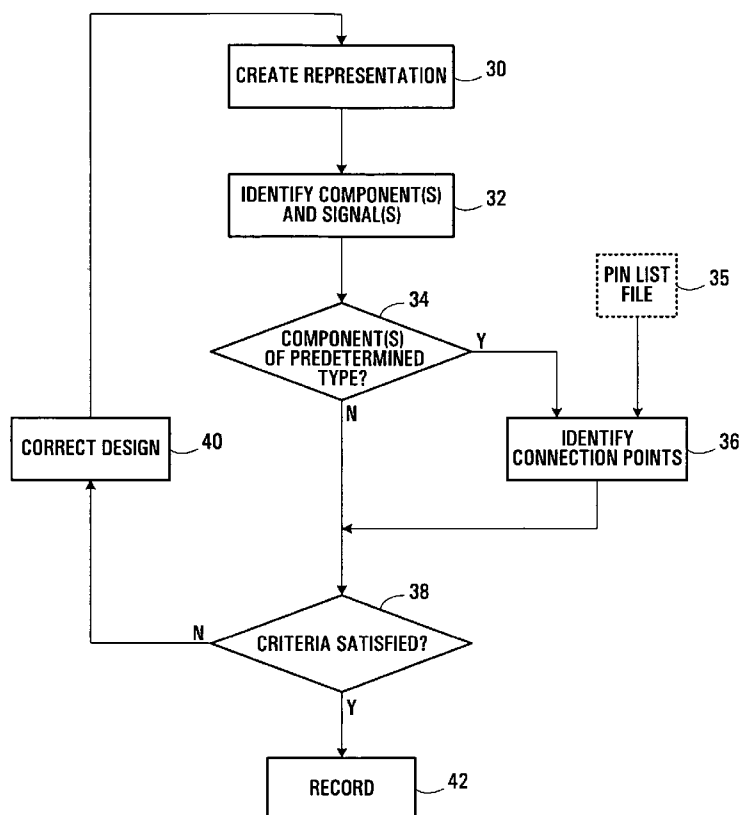 CREATE REPRESENTATION
30
IDENTIFY COMPONENT(S)
AND SIGNAL(S)
32
PIN LIST
FILE
35
34
COMPONENT(S)
OF PREDETERMINED
TYPE?
Y
N
CORRECT DESIGN
40
IDENTIFY
CONNECTION POINTS
36
38
CRITERIA SATISFIED?
N
Y
RECORD
42